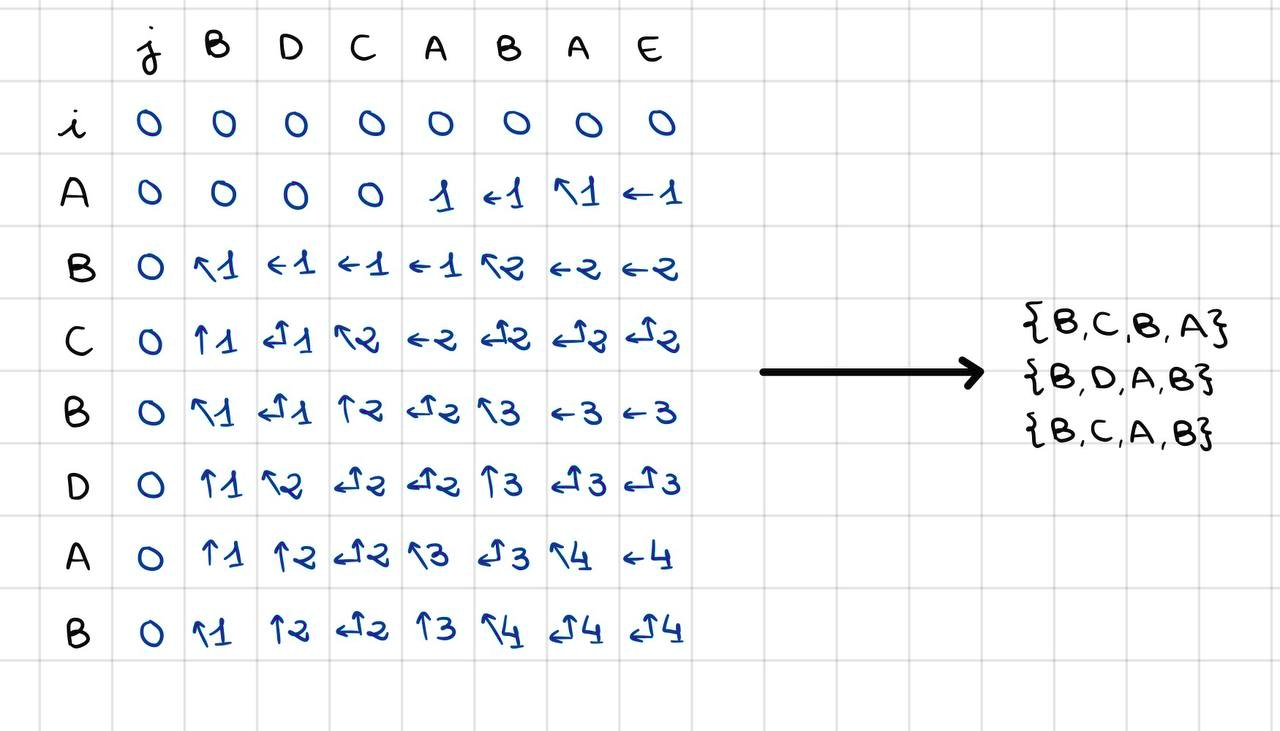 j B D C A B A E
i 0 0 0 0 0 0 0 0
A 0 0 0 0 1 ←1 ↖1 ←1
B 0 ↖1 ←1 ←1 ←1 ↖2 ←2 ←2
C 0 ↑1 ←↑1 ↖2 ←2 ←↑2 ←↑2 ←↑2
B 0 ↖1 ←↑1 ↑2 ←↑2 ↖3 ←3 ←3
D 0 ↑1 ↖2 ←↑2 ←↑2 ↑3 ←↑3 ←↑3
A 0 ↑1 ↑2 ←↑2 ↖3 ←↑3 ↖4 ←4
B 0 ↖1 ↑2 ←↑2 ↑3 ↖4 ←↑4 ←↑4
{B,C,B,A}
{B,D,A,B}
{B,C,A,B}